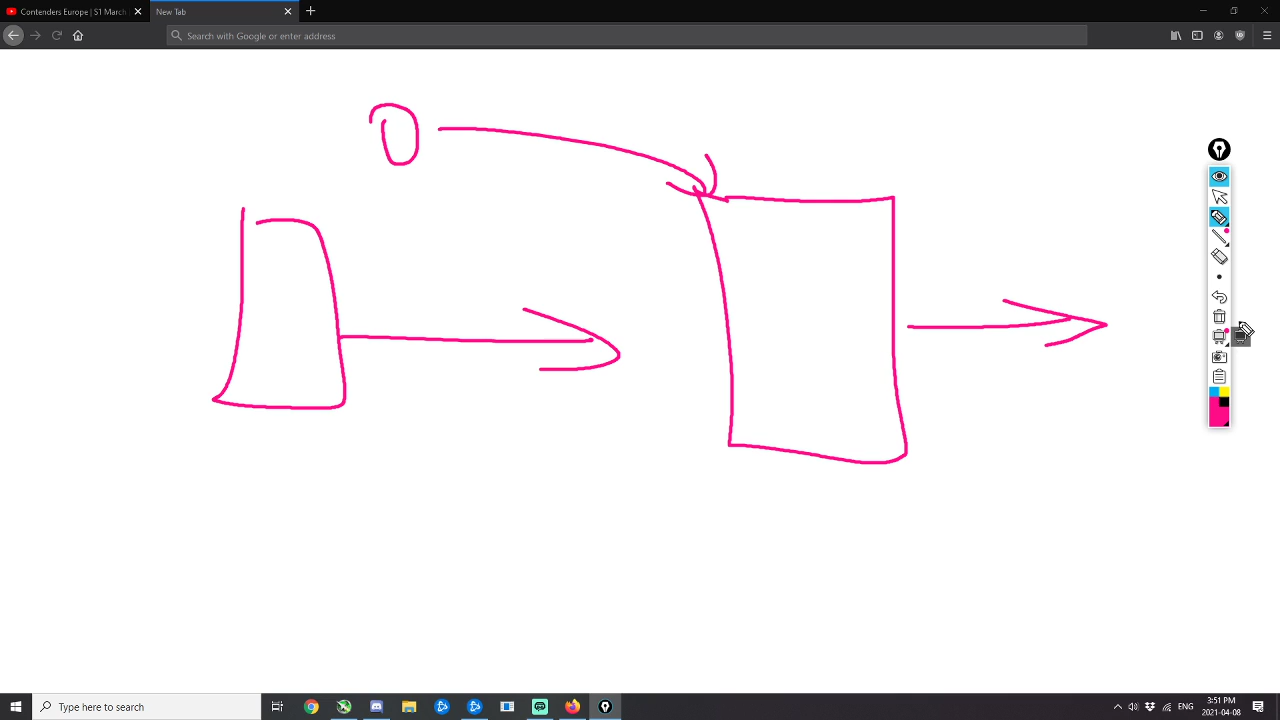 Contenders Europe | S1 March
New Tab
Search with Google or enter address
0
Type here to search
ENG
3:51 PM
2021-04-08